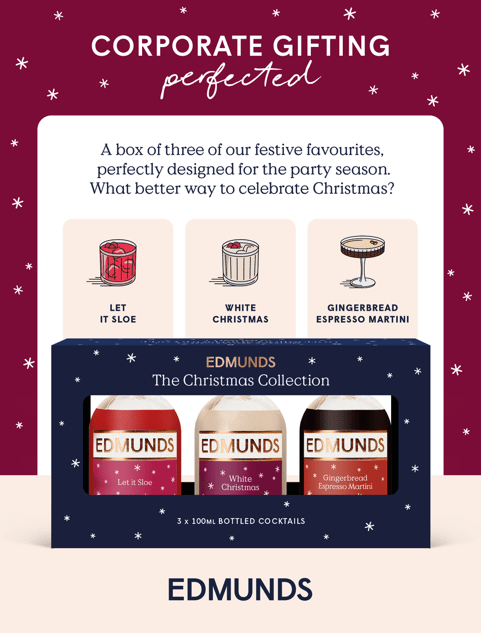 CORPORATE GIFTING
perfected
A box of three of our festive favourites,
perfectly designed for the party season.
What better way to celebrate Christmas?
LET
IT SLOE
WHITE
CHRISTMAS
GINGERBREAD
ESPRESSO MARTINI
EDMUNDS
The Christmas Collection
EDMUNDS
Let it Sloe
EDMUNDS
White
Christmas
EDMUNDS
Gingerbread
Espresso Martini
3 x 100ML BOTTLED COCKTAILS
EDMUNDS